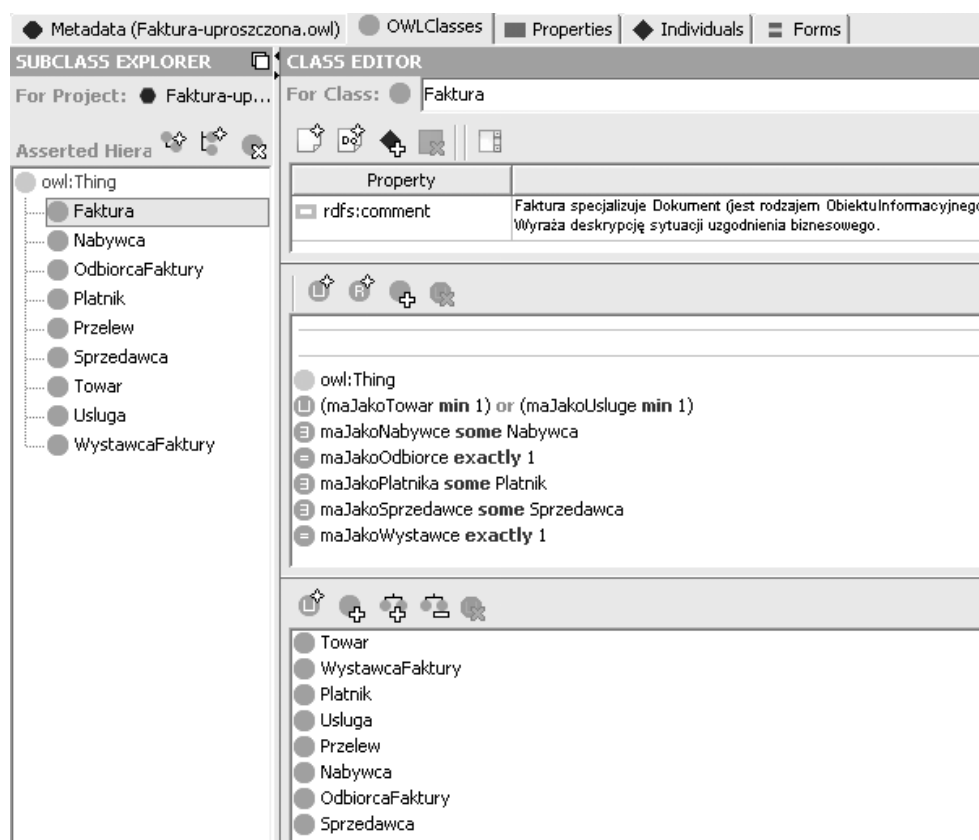 Metadata (Faktura-uproszczona.owl) OWLClasses Properties Individuals Forms
SUBCLASS EXPLORER
For Project: Faktura-up...
Asserted Hiera
owl:Thing
Faktura
Nabywca
OdbiorcaFaktury
Platnik
Przelew
Sprzedawca
Towar
Usluga
WystawcaFaktury
CLASS EDITOR
For Class: Faktura
Property
rdfs:comment
Faktura specjalizuje Dokument (jest rodzajem ObiektuInformacyjnego
Wyraża deskrypcję sytuacji uzgodnienia biznesowego.
owl:Thing
(maJakoTowar min 1) or (maJakoUsluge min 1)
maJakoNabywce some Nabywca
maJakoOdbiorce exactly 1
maJakoPlatnika some Platnik
maJakoSprzedawce some Sprzedawca
maJakoWystawce exactly 1
Towar
WystawcaFaktury
Platnik
Usluga
Przelew
Nabywca
OdbiorcaFaktury
Sprzedawca